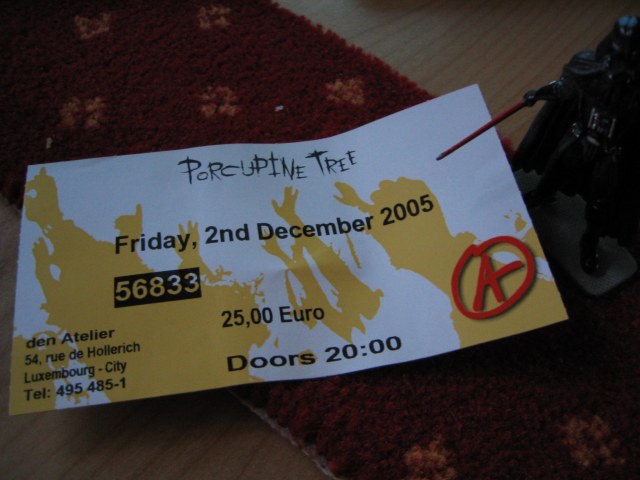 PORCUPINE TREE
Friday, 2nd December 2005
56833
25,00 Euro
Doors 20:00
den Atelier
54, rue de Hollerich
Luxembourg - City
Tel: 495 485-1
A